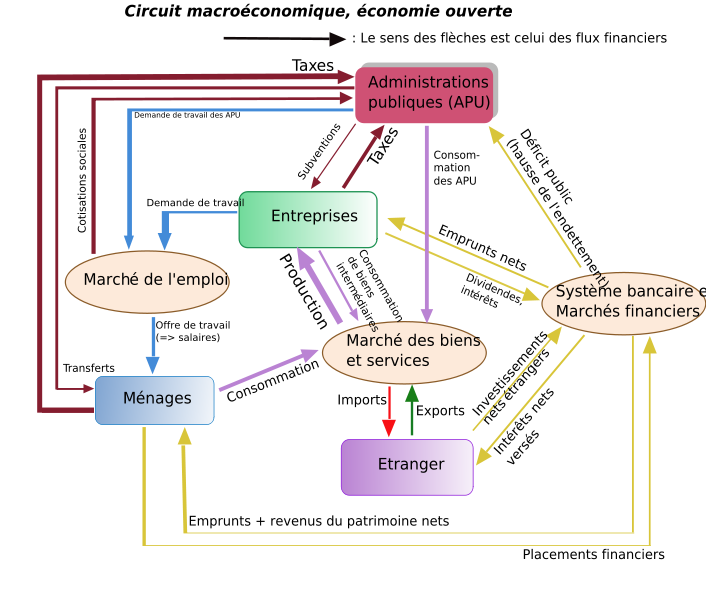 Circuit macroéconomique, économie ouverte
: Le sens des flèches est celui des flux financiers
Taxes
Administrations
publiques (APU)
Demande de travail des APU
Cotisations sociales
Subventions
Taxes
Consom-
mation
des APU
Déficit public
(hausse de l'endettement)
Demande de travail
Entreprises
Emprunts nets
Dividendes,
intérêts
Marché de l'emploi
Production
Consommation
de biens
intermédiaires
Système bancaire e
Marchés financiers
Offre de travail
(=> salaires)
Marché des biens
et services
Transferts
Ménages
Consommation
Imports
Exports
Investissements
nets étrangers
Intérêts nets
versés
Etranger
Emprunts + revenus du patrimoine nets
Placements financiers